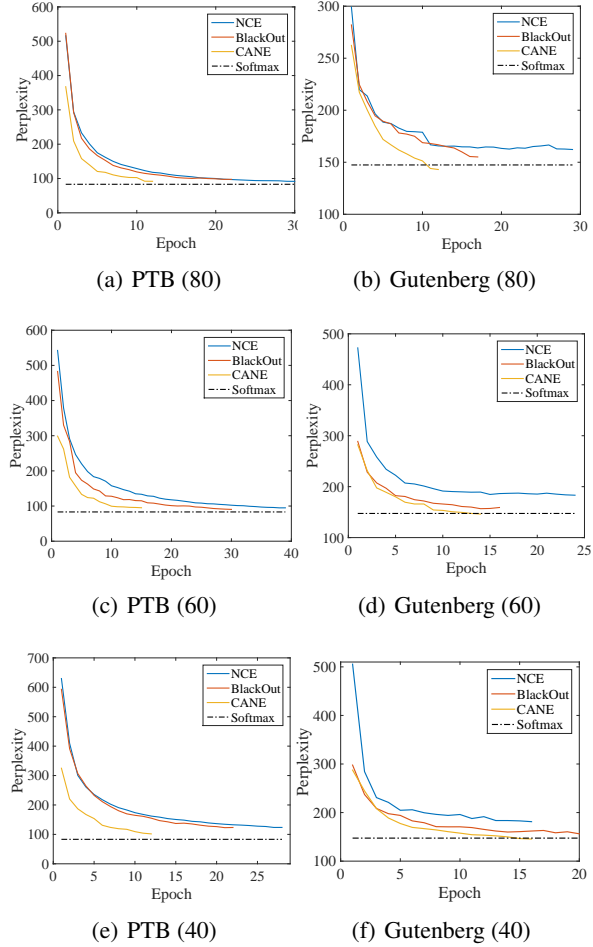 600
500
400
300
200
100
0
0
10
20
30
Perplexity
Epoch
NCE
BlackOut
CANE
Softmax
(a) PTB (80)
300
250
200
150
100
0
10
20
30
Perplexity
Epoch
NCE
BlackOut
CANE
Softmax
(b) Gutenberg (80)
600
500
400
300
200
100
0
0
10
20
30
40
Perplexity
Epoch
NCE
BlackOut
CANE
Softmax
(c) PTB (60)
500
400
300
200
100
0
5
10
15
20
25
Perplexity
Epoch
NCE
BlackOut
CANE
Softmax
(d) Gutenberg (60)
700
600
500
400
300
200
100
0
0
5
10
15
20
25
Perplexity
Epoch
NCE
BlackOut
CANE
Softmax
(e) PTB (40)
500
400
300
200
100
0
5
10
15
20
Perplexity
Epoch
NCE
BlackOut
CANE
Softmax
(f) Gutenberg (40)